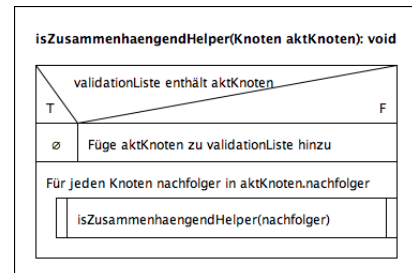 isZusammenhaengendHelper(Knoten aktKnoten): void
validationListe enthält aktKnoten
T F
ø Füge aktKnoten zu validationListe hinzu
Für jeden Knoten nachfolger in aktKnoten.nachfolger
isZusammenhaengendHelper(nachfolger)